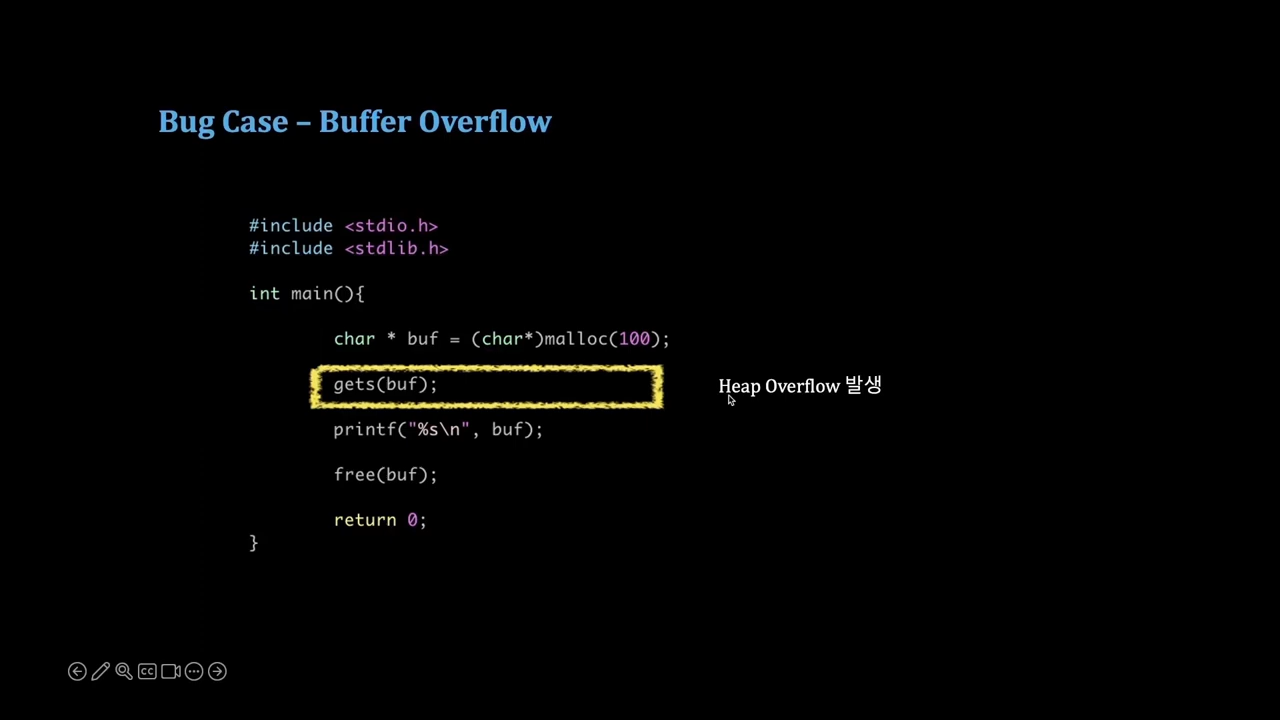 Bug Case – Buffer Overflow
#include <stdio.h>
#include <stdlib.h>
int main(){
char * buf = (char*)malloc(100);
gets(buf);
Heap Overflow 발생
printf("%s\n", buf);
free(buf);
return 0;
}
CC